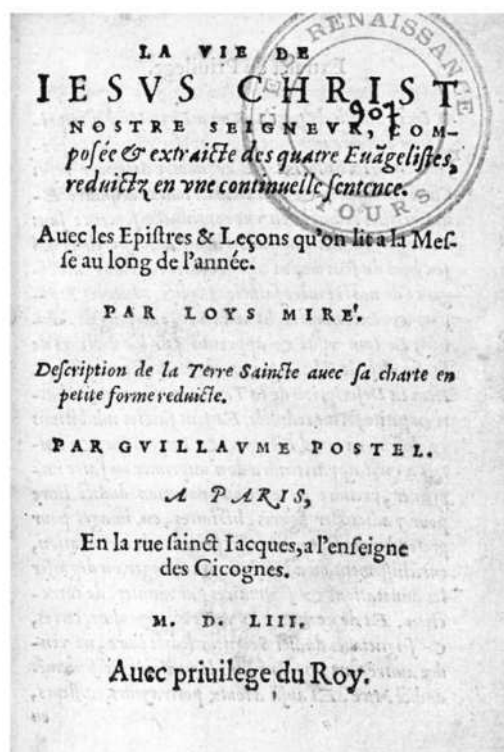 LA VIE DE
IESVS CHRIST
NOSTRE SEIGNEVR, COM-
posée & extraicte des quatre Euãgelistes,
reduictz en vne continuelle sentence.
Auec les Epistres & Leçons qu'on lit a la Mes-
se au long de l'année.
PAR LOYS MIRE'.
Description de la Terre Saincte auec sa charte en
petite forme reduicte.
PAR GVILLAVME POSTEL.
A PARIS,
En la rue sainct Iacques, a l'enseigne
des Cicognes.
M. D. LIII.
Auec priuilege du Roy.
RENAISSANCE
TOURS
907